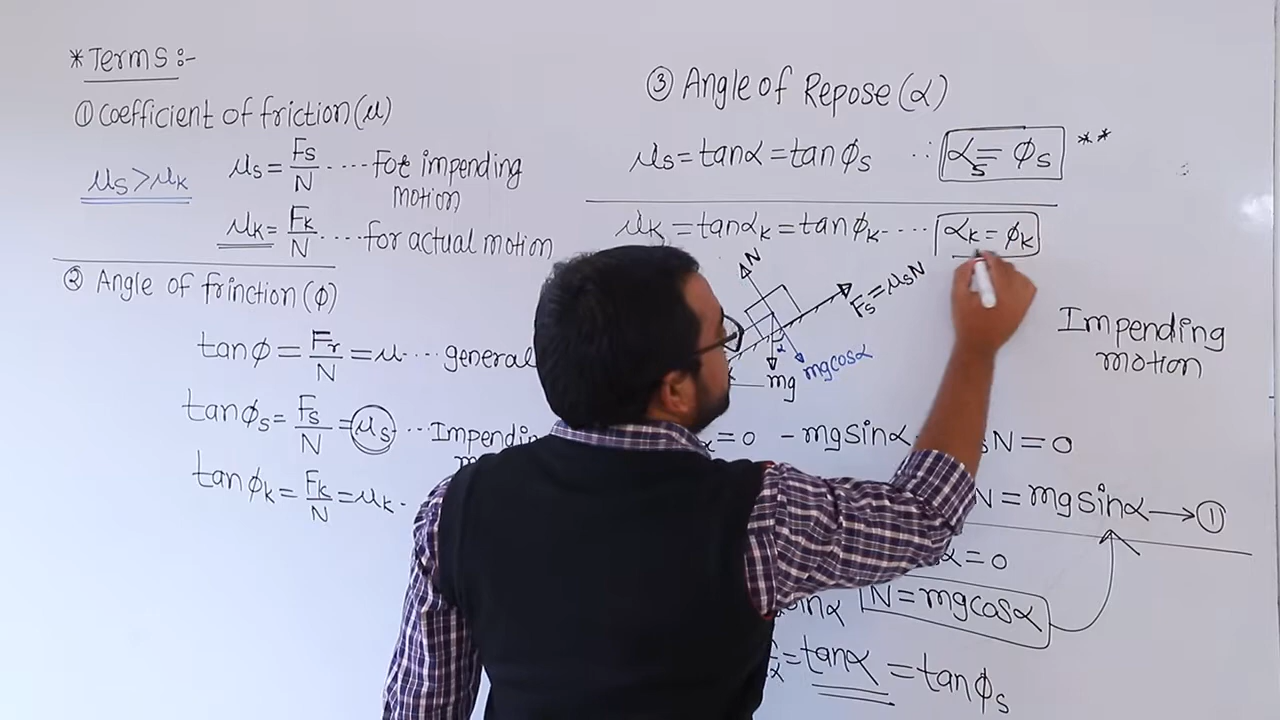 * Terms :-
① Coefficient of friction (μ)
μs > μk
μs = Fs/N ···· For impending
motion
μk = Fk/N ···· for actual motion
② Angle of frinction (ϕ)
tanϕ = Fr/N = μ ···· general
tanϕs = Fs/N = μs ·· Impendin
tanϕk = Fk/N = μk ·
③ Angle of Repose (α)
μs = tanα = tanϕs ∴ αs = ϕs **
μk = tanαk = tanϕk ····· αk = ϕk
N
Fs = μsN
α
mgcosα
mg
Impending
motion
=0 - mgsinα N = 0
N = mgsinα → ①
α = 0
N = mgcosα
= tanα = tanϕs